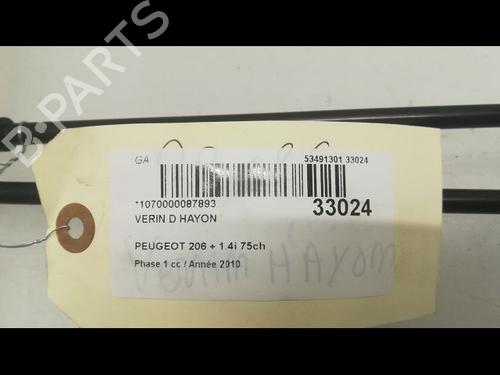 B-PARTS
GA
53491301 33024
*1070000087893
33024
VERIN D HAYON
PEUGEOT 206 + 1.4i 75ch
Phase 1 cc / Année 2010
HAYON